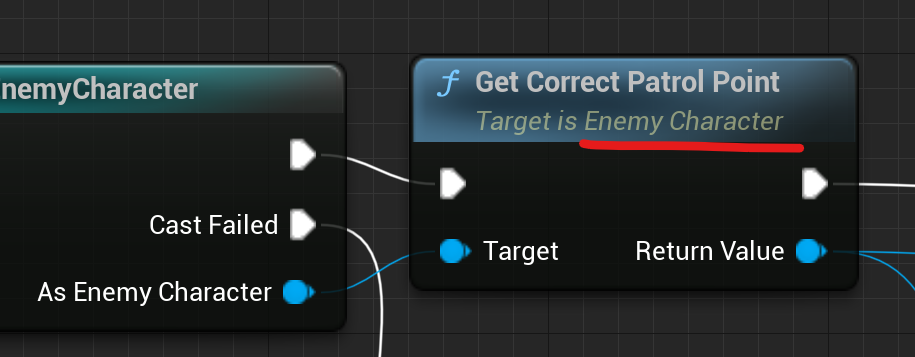 nemyCharacter
Cast Failed
As Enemy Character
Get Correct Patrol Point
Target is Enemy Character
Target
Return Value